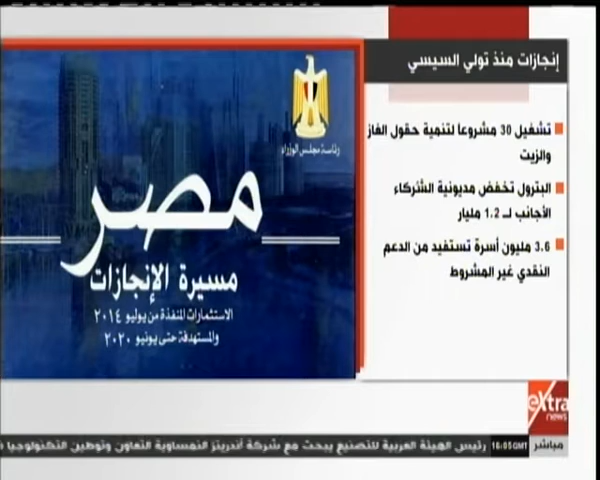 إنجازات منذ تولي السيسي
تشغيل 30 مشروعا لتنمية حقول الغاز
والزيت
البترول تخفض مديونية الشركاء
الأجانب لــ 1.2 مليار
3.6 مليون أسرة تستفيد من الدعم
النقدي غير المشروط
رئاسة مجلس الوزراء
مصر
مسيرة الإنجازات
الاستثمارات المنفذة من يوليو ٢٠١٤
والمستهدفة حتى يونيو ٢٠٢٠
eXtra
news
مباشر
16:05GMT
رئيس الهيئة العربية للتصنيع يبحث مع شركة أندريتز النمساوية التعاون وتوطين التكنولوجيا